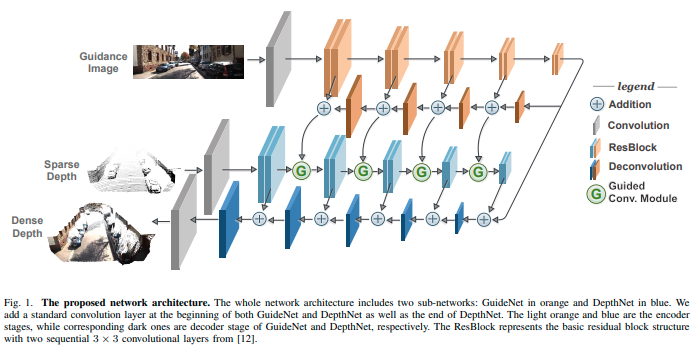 Guidance
Image
Sparse
Depth
Dense
Depth
G
G
G
G
legend
Addition
Convolution
ResBlock
Deconvolution
G
Guided
Conv. Module
Fig. 1. The proposed network architecture. The whole network architecture includes two sub-networks: GuideNet in orange and DepthNet in blue. We
add a standard convolution layer at the beginning of both GuideNet and DepthNet as well as the end of DepthNet. The light orange and blue are the encoder
stages, while corresponding dark ones are decoder stage of GuideNet and DepthNet, respectively. The ResBlock represents the basic residual block structure
with two sequential 3 × 3 convolutional layers from [12].